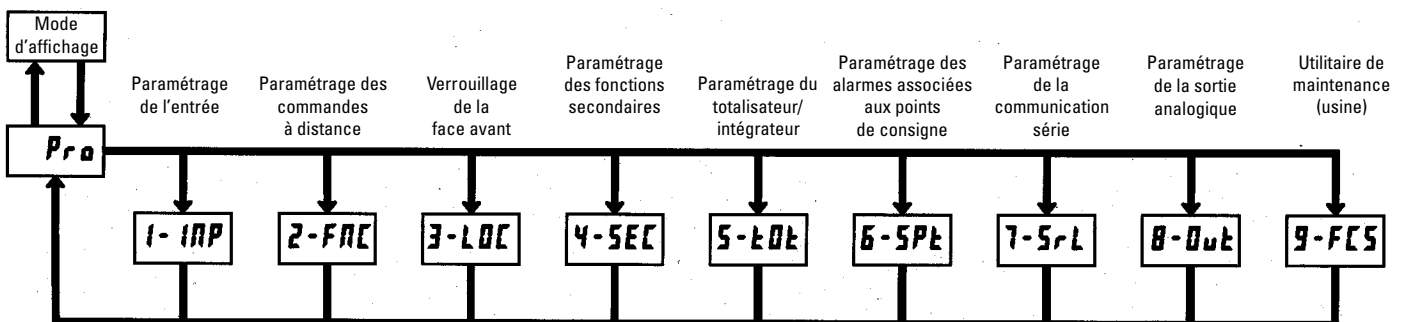 Mode
d'affichage
Paramétrage
de l'entrée
Paramétrage des
commandes
à distance
Verrouillage
de la
face avant
Paramétrage
des fonctions
secondaires
Paramétrage du
totalisateur/
intégrateur
Paramétrage des
alarmes associées
aux points
de consigne
Paramétrage
de la
communication
série
Paramétrage
de la sortie
analogique
Utilitaire de
maintenance
(usine)
Pro
1-INP
2-FNC
3-LOC
4-SEC
5-tOt
6-SPt
7-SrL
8-Out
9-FCS